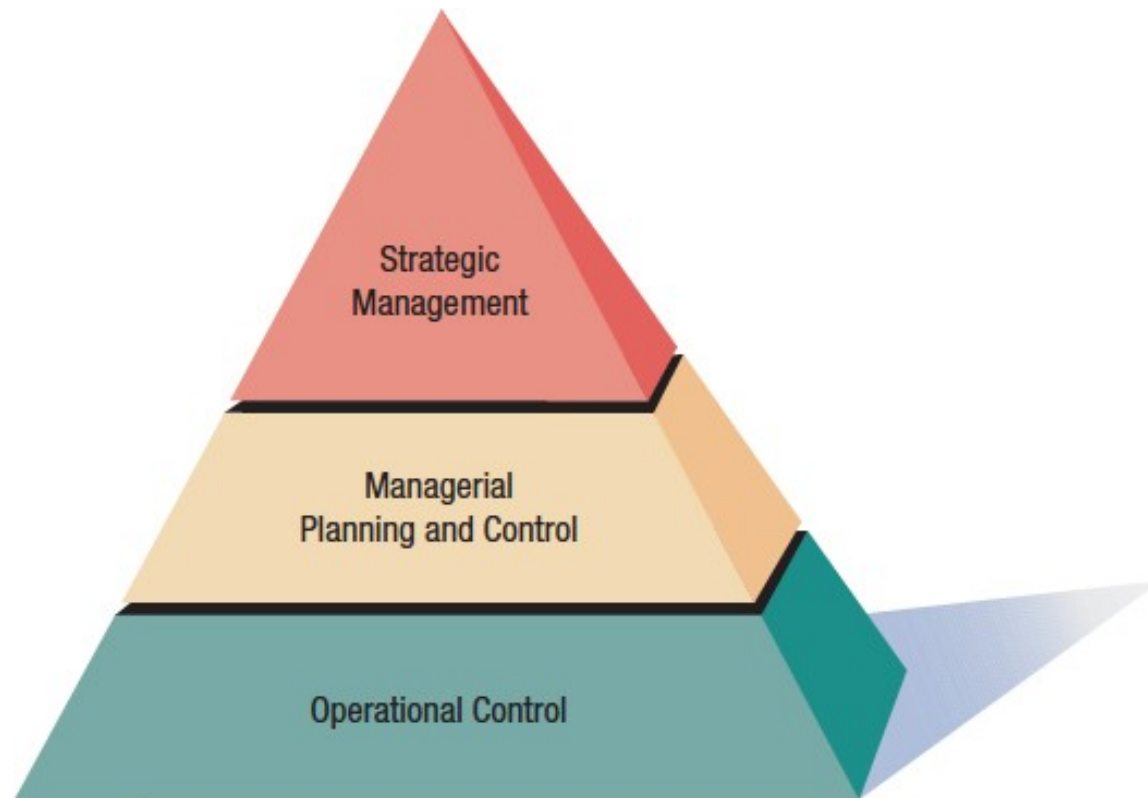 Strategic
Management
Managerial
Planning and Control
Operational Control